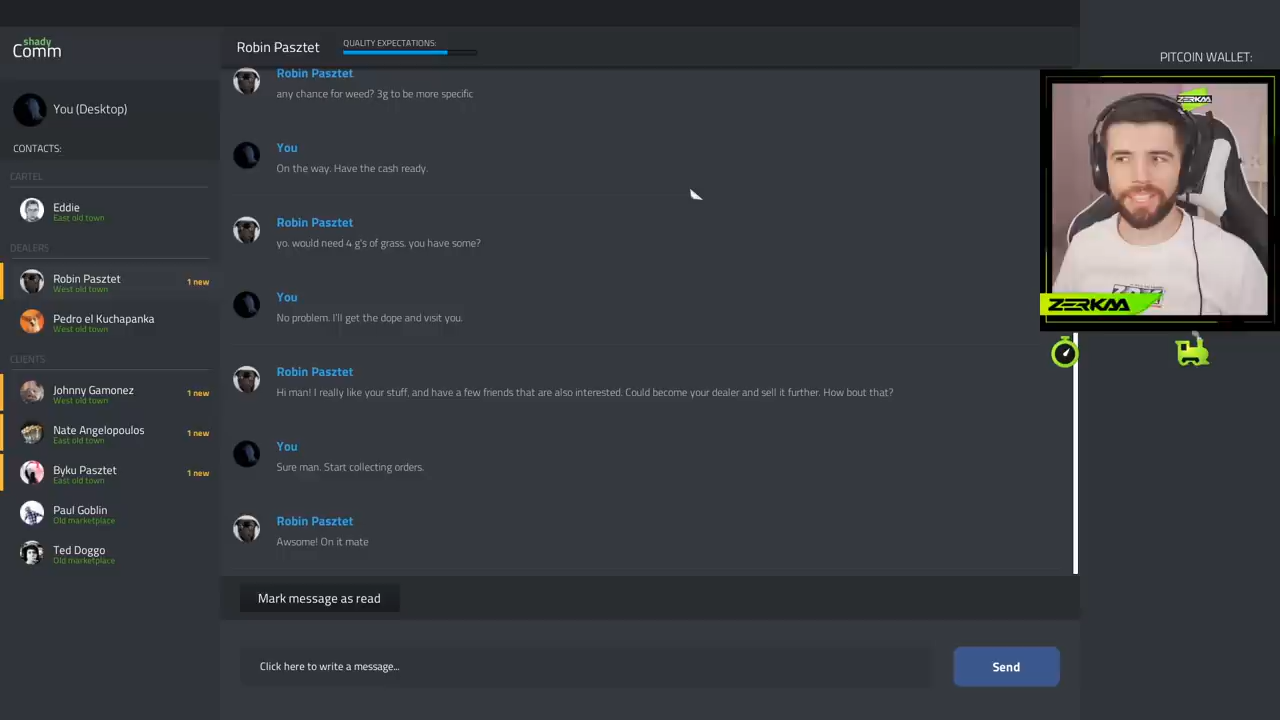 shady
Comm
You (Desktop)
CONTACTS:
CARTEL
Eddie
East old town
DEALERS
Robin Pasztet
West old town
1 new
Pedro el Kuchapanka
West old town
CLIENTS
Johnny Gamonez
West old town
1 new
Nate Angelopoulos
East old town
1 new
Byku Pasztet
East old town
1 new
Paul Goblin
Old marketplace
Ted Doggo
Old marketplace
Robin Pasztet
QUALITY EXPECTATIONS:
Robin Pasztet
any chance for weed? 3g to be more specific
You
On the way. Have the cash ready.
Robin Pasztet
yo. would need 4 g's of grass. you have some?
You
No problem. I'll get the dope and visit you.
Robin Pasztet
Hi man! I really like your stuff, and have a few friends that are also interested. Could become your dealer and sell it further. How bout that?
You
Sure man. Start collecting orders.
Robin Pasztet
Awsome! On it mate
Mark message as read
Click here to write a message...
Send
PITCOIN WALLET:
ZERKAA
ZERKAA